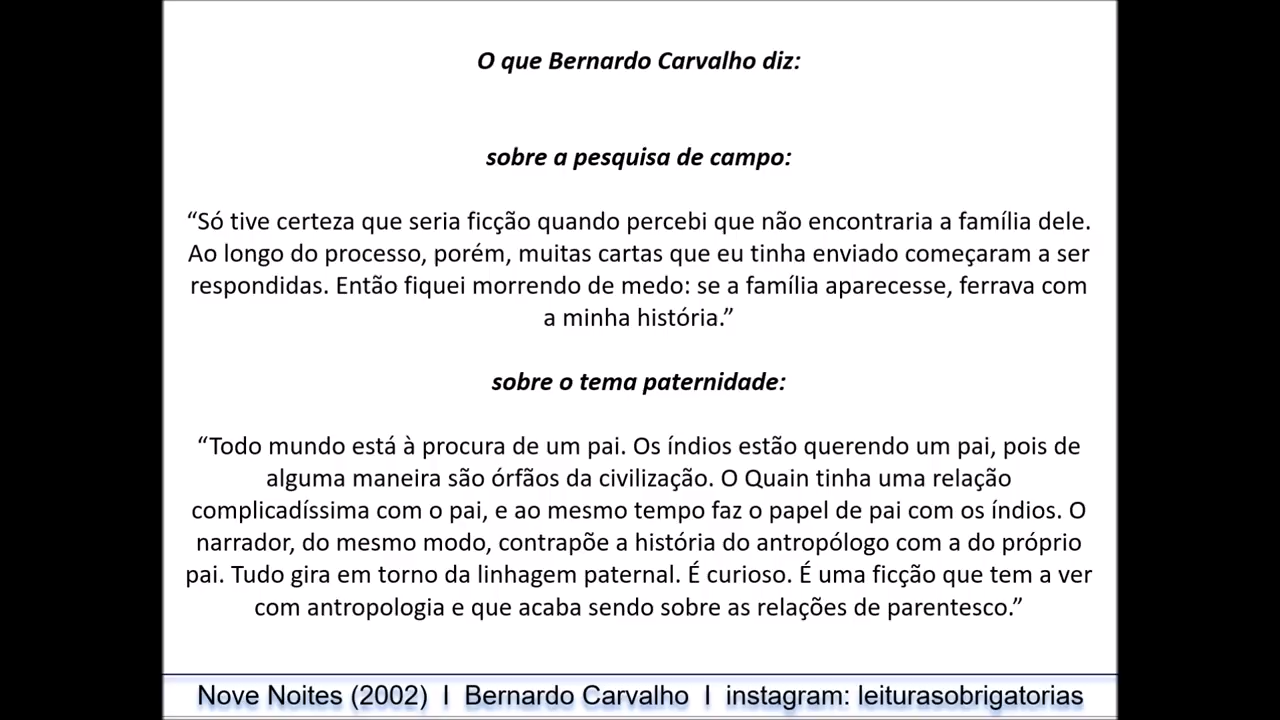 O que Bernardo Carvalho diz:
sobre a pesquisa de campo:
“Só tive certeza que seria ficção quando percebi que não encontraria a família dele.
Ao longo do processo, porém, muitas cartas que eu tinha enviado começaram a ser
respondidas. Então fiquei morrendo de medo: se a família aparecesse, ferrava com
a minha história.”
sobre o tema paternidade:
“Todo mundo está à procura de um pai. Os índios estão querendo um pai, pois de
alguma maneira são órfãos da civilização. O Quain tinha uma relação
complicadíssima com o pai, e ao mesmo tempo faz o papel de pai com os índios. O
narrador, do mesmo modo, contrapõe a história do antropólogo com a do próprio
pai. Tudo gira em torno da linhagem paternal. É curioso. É uma ficção que tem a ver
com antropologia e que acaba sendo sobre as relações de parentesco.”
Nove Noites (2002) I Bernardo Carvalho I instagram: leiturasobrigatorias